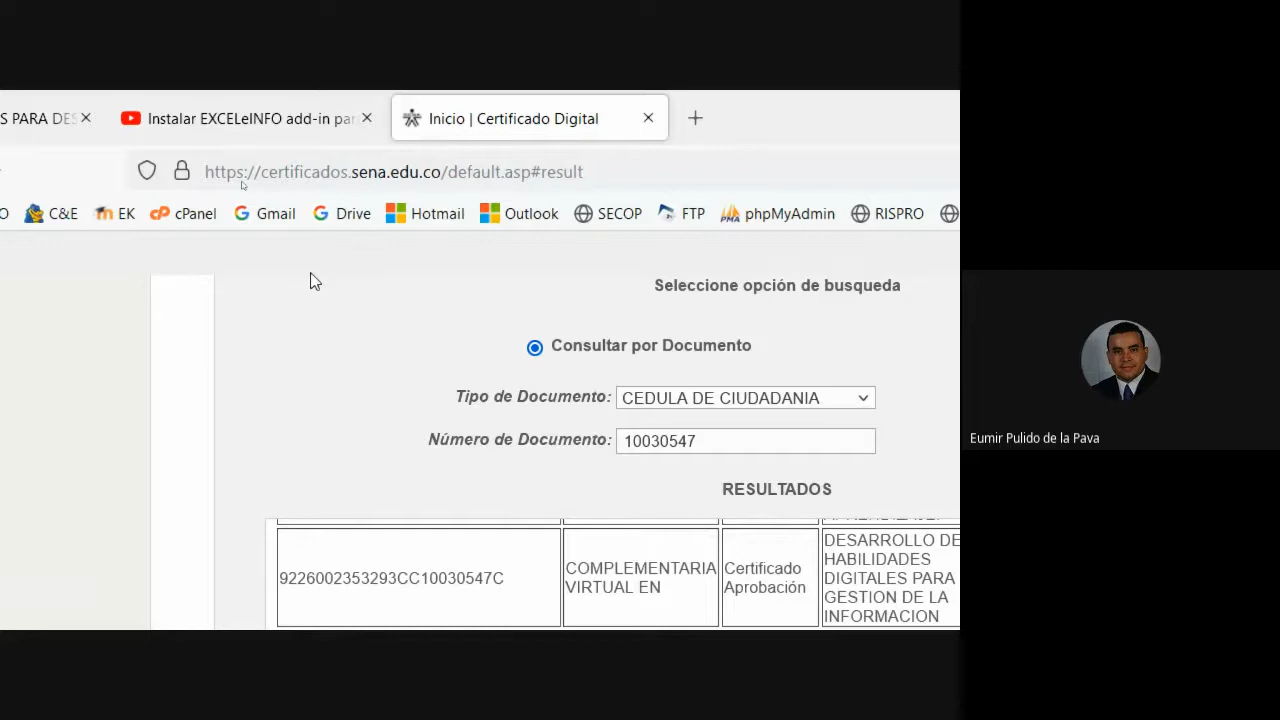 S PARA DES
Instalar EXCELeINFO add-in par
Inicio | Certificado Digital
https://certificados.sena.edu.co/default.asp#result
O
C&E
EK
cPanel
Gmail
Drive
Hotmail
Outlook
SECOP
FTP
phpMyAdmin
RISPRO
Seleccione opción de busqueda
Consultar por Documento
Tipo de Documento: CEDULA DE CIUDADANIA
Número de Documento: 10030547
Eumir Pulido de la Pava
RESULTADOS
9226002353293CC10030547C
COMPLEMENTARIA
VIRTUAL EN
Certificado
Aprobación
DESARROLLO DE
HABILIDADES
DIGITALES PARA
GESTION DE LA
INFORMACION